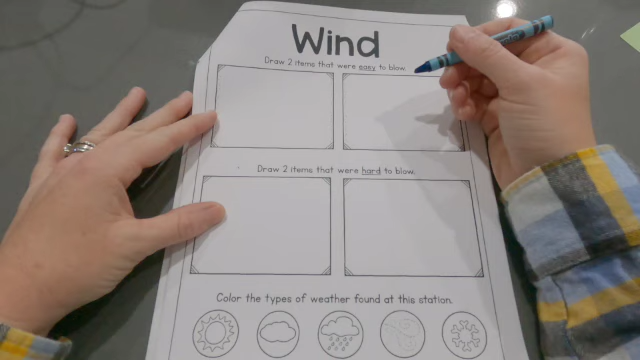 Wind
Draw 2 items that were easy to blow.
Draw 2 items that were hard to blow.
Color the types of weather found at this station.